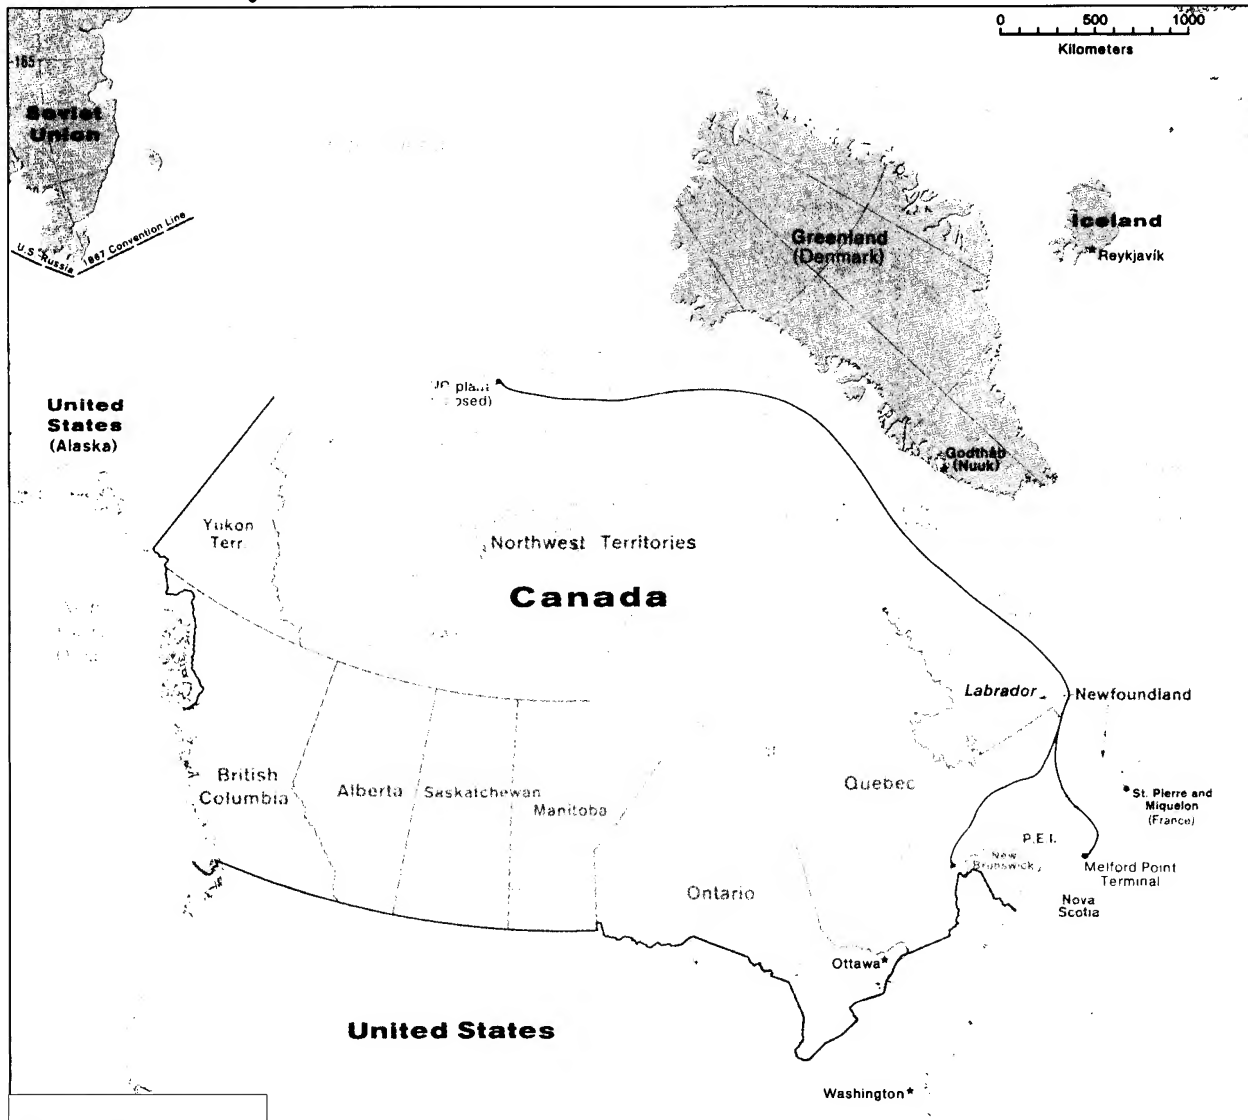 0 500 1000
Kilometers
165
Soviet
Union
Iceland
Reykjavík
Greenland
(Denmark)
U.S.-Russia 1867 Convention Line
plant
United
States
(Alaska)
Godthåb
(Nuuk)
Yukon
Terr.
Northwest Territories
Canada
Labrador
Newfoundland
British
Columbia
Alberta
Saskatchewan
Manitoba
Quebec
St. Pierre and
Miquelon
(France)
P.E.I.
New
Brunswick
Melford Point
Terminal
Ontario
Nova
Scotia
Ottawa
United States
Washington